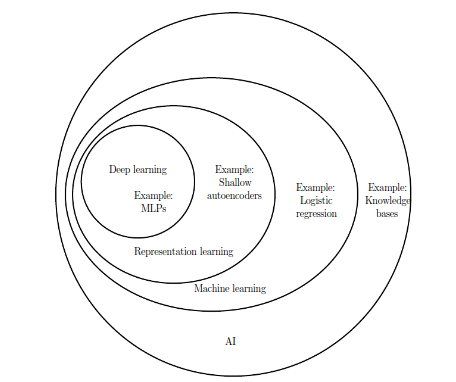 Deep learning
Example:
MLPs
Example:
Shallow
autoencoders
Example:
Logistic
regression
Example:
Knowledge
bases
Representation learning
Machine learning
AI